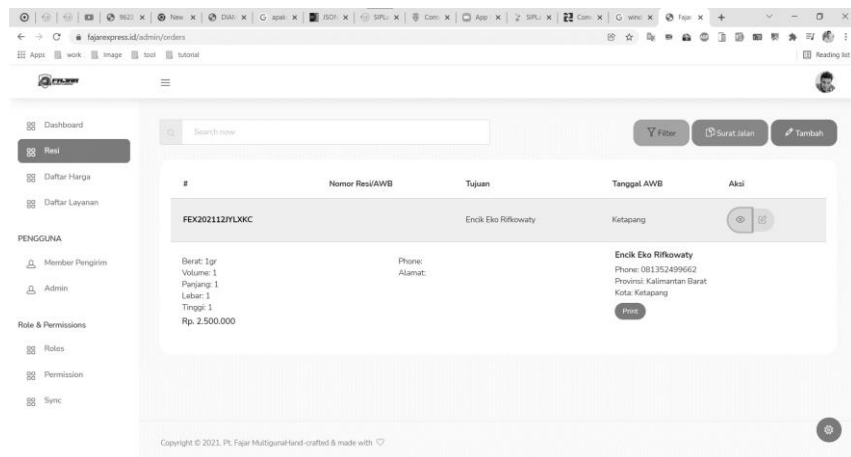 fajarexpress.id/admin/orders
Apps work Image tool tutorial Reading list
Dashboard
Resi
Daftar Harga
Daftar Layanan
PENGGUNA
Member Pengirim
Admin
Role & Permissions
Roles
Permission
Sync
Search now
Filter Surat Jalan Tambah
# Nomor Resi/AWB Tujuan Tanggal AWB Aksi
FEX202112JYLXKC Encik Eko Rifkowaty Ketapang
Berat: 1gr
Volume: 1
Panjang: 1
Lebar: 1
Tinggi: 1
Rp. 2.500.000
Phone:
Alamat:
Encik Eko Rifkowaty
Phone: 081352499662
Provinsi: Kalimantan Barat
Kota: Ketapang
Print
Copyright © 2021. Pt. Fajar MultigunaHand-crafted & made with